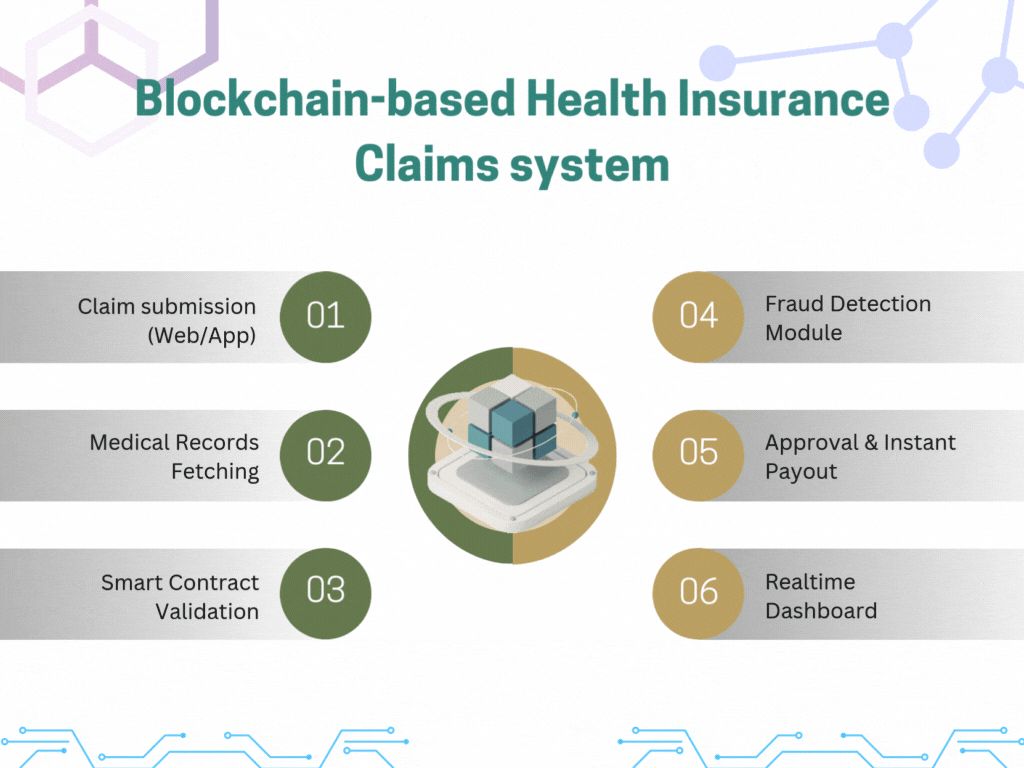 Blockchain-based Health Insurance
Claims system
01
Claim submission
(Web/App)
02
Medical Records
Fetching
03
Smart Contract
Validation
04
Fraud Detection
Module
05
Approval & Instant
Payout
06
Realtime
Dashboard